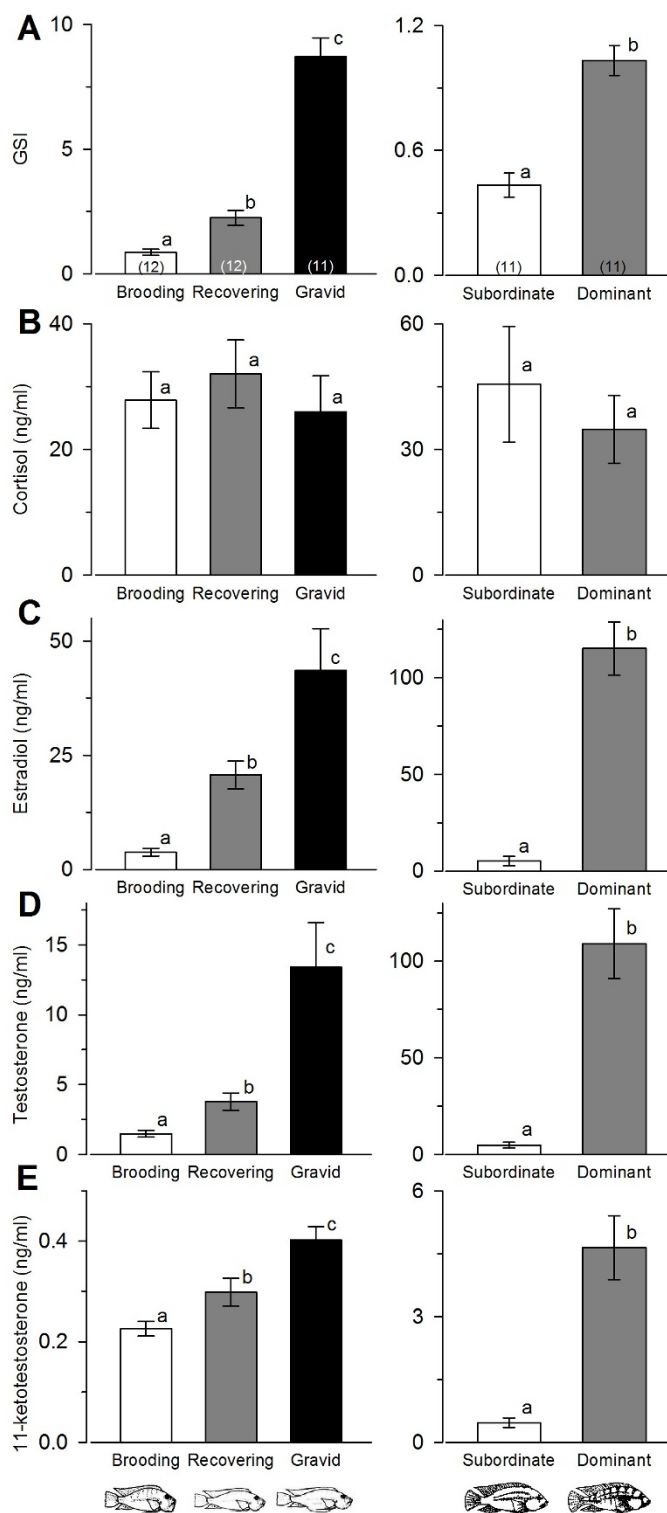 A
GSI
10
5
0
c
b
a
(12)
(12)
(11)
Brooding
Recovering
Gravid
1.2
0.6
0.0
b
a
(11)
(11)
Subordinate
Dominant
B
Cortisol (ng/ml)
40
20
0
a
a
a
Brooding
Recovering
Gravid
60
30
0
a
a
Subordinate
Dominant
C
Estradiol (ng/ml)
50
25
0
c
b
a
Brooding
Recovering
Gravid
100
50
0
b
a
Subordinate
Dominant
D
Testosterone (ng/ml)
15
10
5
0
c
b
a
Brooding
Recovering
Gravid
100
50
0
b
a
Subordinate
Dominant
E
11-ketotestosterone (ng/ml)
0.4
0.2
0.0
c
b
a
Brooding
Recovering
Gravid
6
3
0
b
a
Subordinate
Dominant